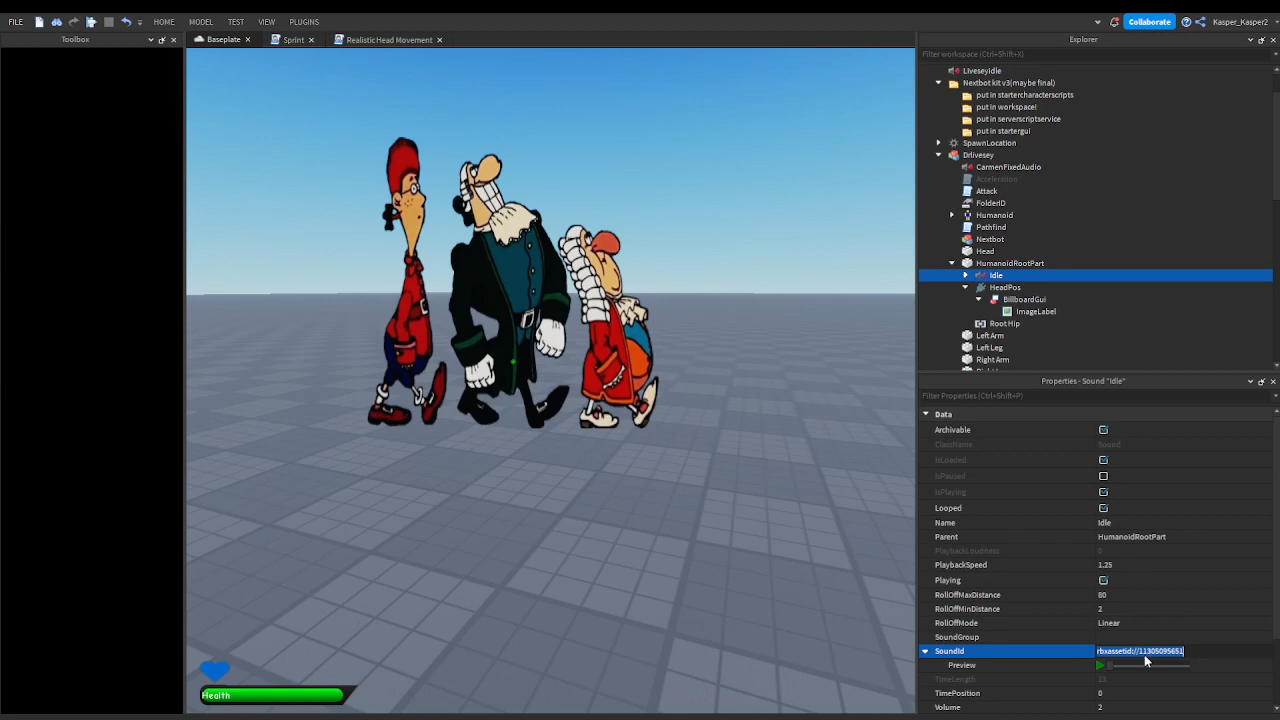 FILE HOME MODEL TEST VIEW PLUGINS Collaborate Kasper_Kasper2
Toolbox
Baseplate Sprint RealisticHead Movement
Health
Explorer
Filter workspace (Ctrl+Shift+X)
LiveseyIdle
Nextbot kit v3(maybe final)
put in startercharacterscripts
put in workspace!
put in serverscriptservice
put in startergui
SpawnLocation
Drlivesey
CarmenFixedAudio
Acceleration
Attack
FolderID
Humanoid
Pathfind
Nextbot
Head
HumanoidRootPart
Idle
HeadPos
BillboardGui
ImageLabel
Root Hip
Left Arm
Left Leg
Right Arm
Properties - Sound "Idle"
Filter Properties (Ctrl+Shift+P)
Data
Archivable
ClassName Sound
IsLoaded
IsPaused
IsPlaying
Looped
Name Idle
Parent HumanoidRootPart
PlaybackLoudness 0
PlaybackSpeed 1.25
Playing
RollOffMaxDistance 80
RollOffMinDistance 2
RollOffMode Linear
SoundGroup
SoundId rbxassetid://11305095651
Preview
TimeLength 13
TimePosition 0
Volume 2